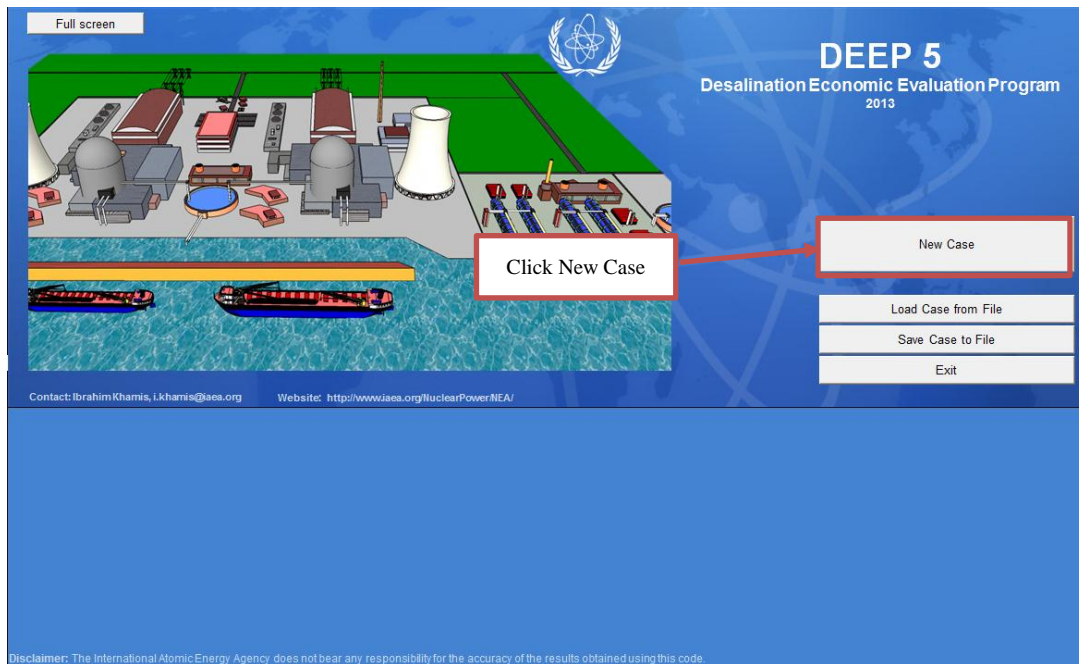 Full screen
DEEP 5
Desalination Economic Evaluation Program
2013
New Case
Click New Case
Load Case from File
Save Case to File
Exit
Contact: Ibrahim Khamis, i.khamis@iaea.org
Website: http://www.iaea.org/NuclearPower/NEA/
Disclaimer: The International Atomic Energy Agency does not bear any responsibility for the accuracy of the results obtained using this code.